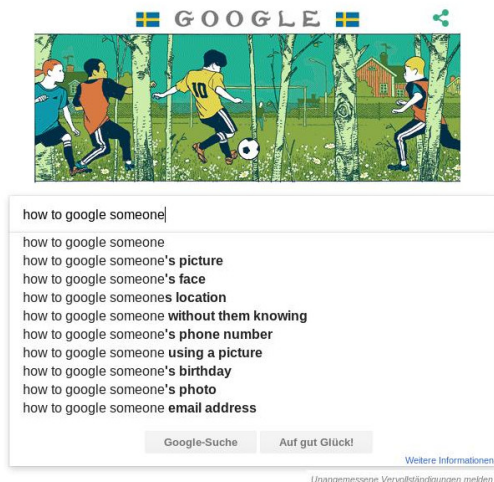 GOOGLE
10
how to google someone
how to google someone
how to google someone's picture
how to google someone's face
how to google someones location
how to google someone without them knowing
how to google someone's phone number
how to google someone using a picture
how to google someone's birthday
how to google someone's photo
how to google someone email address
Google-Suche Auf gut Glück!
Weitere Informationen
Unangemessene Vervollständigungen melden